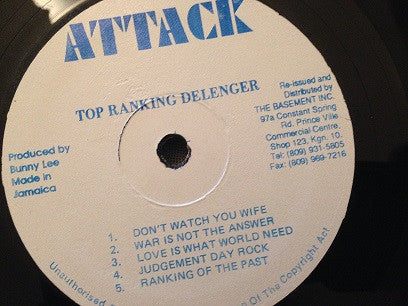 ATTACK
TOP RANKING DELENGER
Re-issued and
Distributed by
THE BASEMENT INC.
97a Constant Spring
Rd. Prince Ville
Commercial Centre,
Shop 123, Kgn. 10.
Tel: (809) 931-5805
Fax: (809) 969-7216
Produced by
Bunny Lee
Made in
Jamaica
1. DON'T WATCH YOU WIFE
2. WAR IS NOT THE ANSWER
3. LOVE IS WHAT WORLD NEED
4. JUDGEMENT DAY ROCK
5. RANKING OF THE PAST
Unauthorised of The Copyright Act